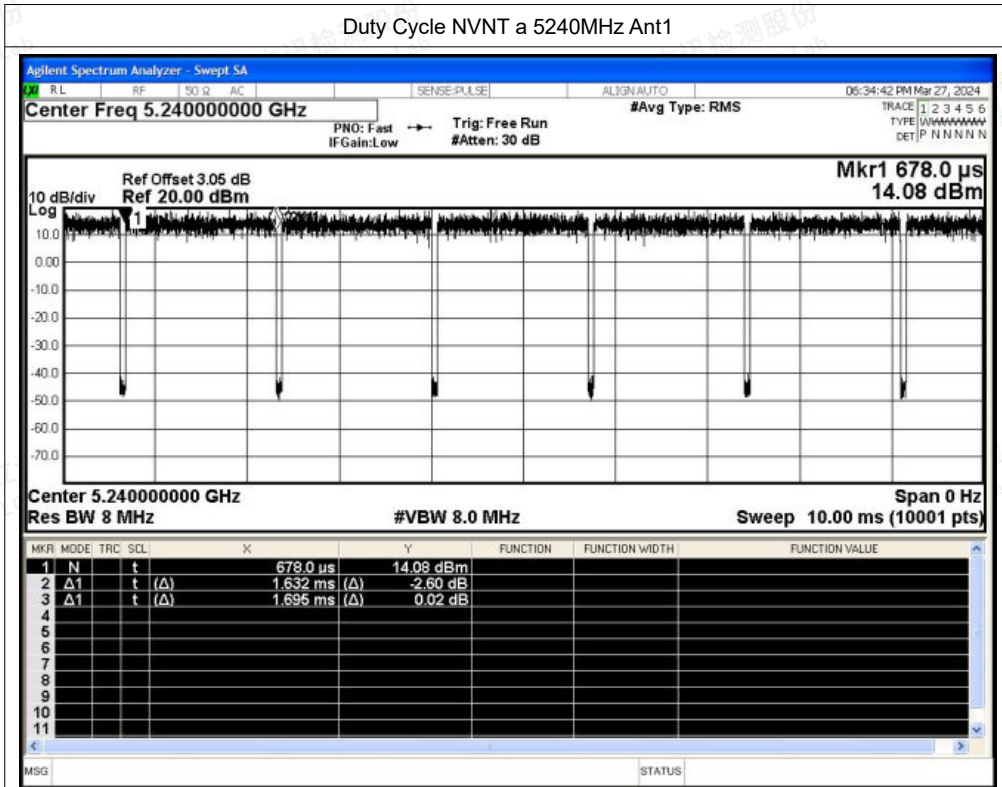 Duty Cycle NVNT a 5240MHz Ant1
Agilent Spectrum Analyzer - Swept SA
RL RF 50 Ω AC SENSE:PULSE ALIGN AUTO 06:34:42 PM Mar 27, 2024
Center Freq 5.240000000 GHz #Avg Type: RMS TRACE 1 2 3 4 5 6
PNO: Fast Trig: Free Run TYPE
IFGain:Low #Atten: 30 dB DET P N N N N N
Mkr1 678.0 µs
Ref Offset 3.05 dB
10 dB/div Ref 20.00 dBm 14.08 dBm
Log
1
10.0
0.00
-10.0
-20.0
-30.0
-40.0
-50.0
-60.0
-70.0
Center 5.240000000 GHz Span 0 Hz
Res BW 8 MHz #VBW 8.0 MHz Sweep 10.00 ms (10001 pts)
MKR MODE TRC SCL X Y FUNCTION FUNCTION WIDTH FUNCTION VALUE
1 N t 678.0 µs 14.08 dBm
2 Δ1 t (Δ) 1.632 ms (Δ) -2.60 dB
3 Δ1 t (Δ) 1.695 ms (Δ) 0.02 dB
4
5
6
7
8
9
10
11
MSG STATUS